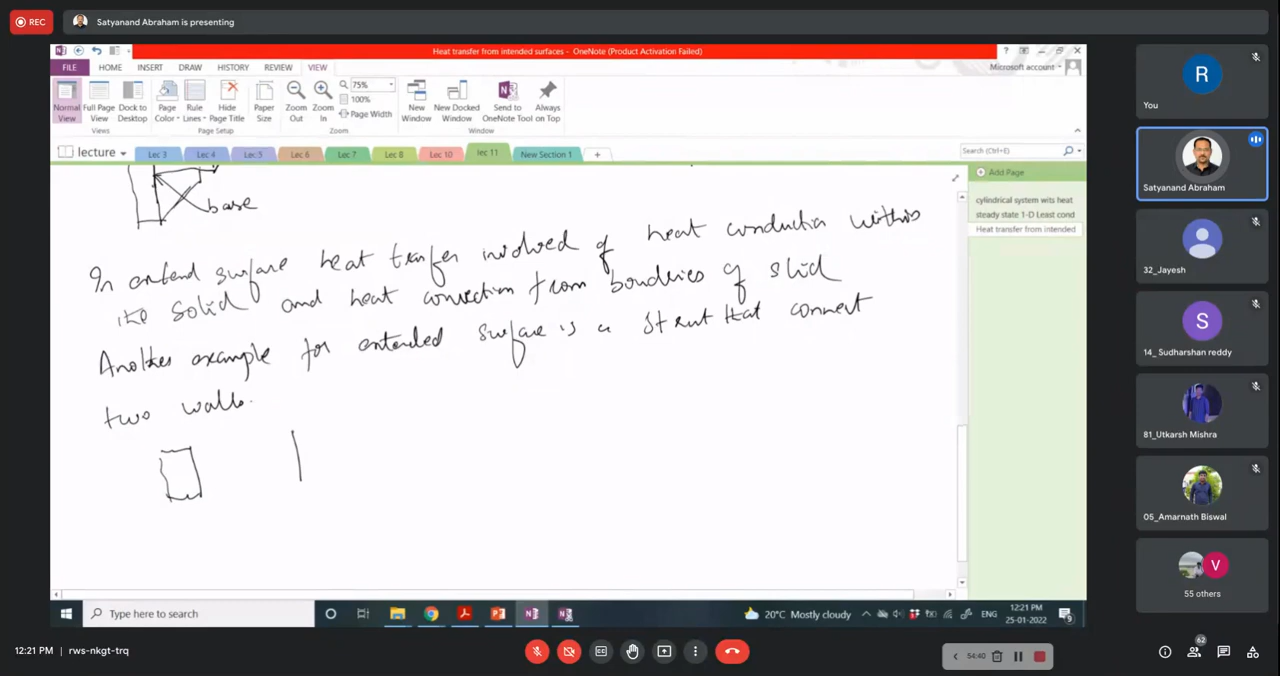 REC
Satyanand Abraham is presenting
Heat transfer from intended surfaces - OneNote (Product Activation Failed)
FILE HOME INSERT DRAW HISTORY REVIEW VIEW
Microsoft account
Normal View
Full Page View
Dock to Desktop
Views
Page Color
Rule Lines
Hide Page Title
Page Setup
Paper Size
Zoom Out
Zoom In
75%
100%
Page Width
Zoom
New Window
New Docked Window
Send to OneNote Tool
Always on Top
Window
lecture
Lec 3 Lec 4 Lec 5 Lec 6 Lec 7 Lec 8 Lec 10 lec 11 New Section 1
Search (Ctrl+E)
Add Page
cylindrical system wits heat
steady state 1-D Least cond
Heat transfer from intended
base
In extend surface heat tranfer involved of heat conduction within
the solid and heat convection from boundries of slid
Another example for extended surface is a strut that connect
two walls.
Type here to search
20°C Mostly cloudy
ENG
12:21 PM
25-01-2022
9
R
You
Satyanand Abraham
32_Jayesh
S
14_ Sudharshan reddy
81_Utkarsh Mishra
05_Amarnath Biswal
V
55 others
12:21 PM | rws-nkgt-trq
54:40
62